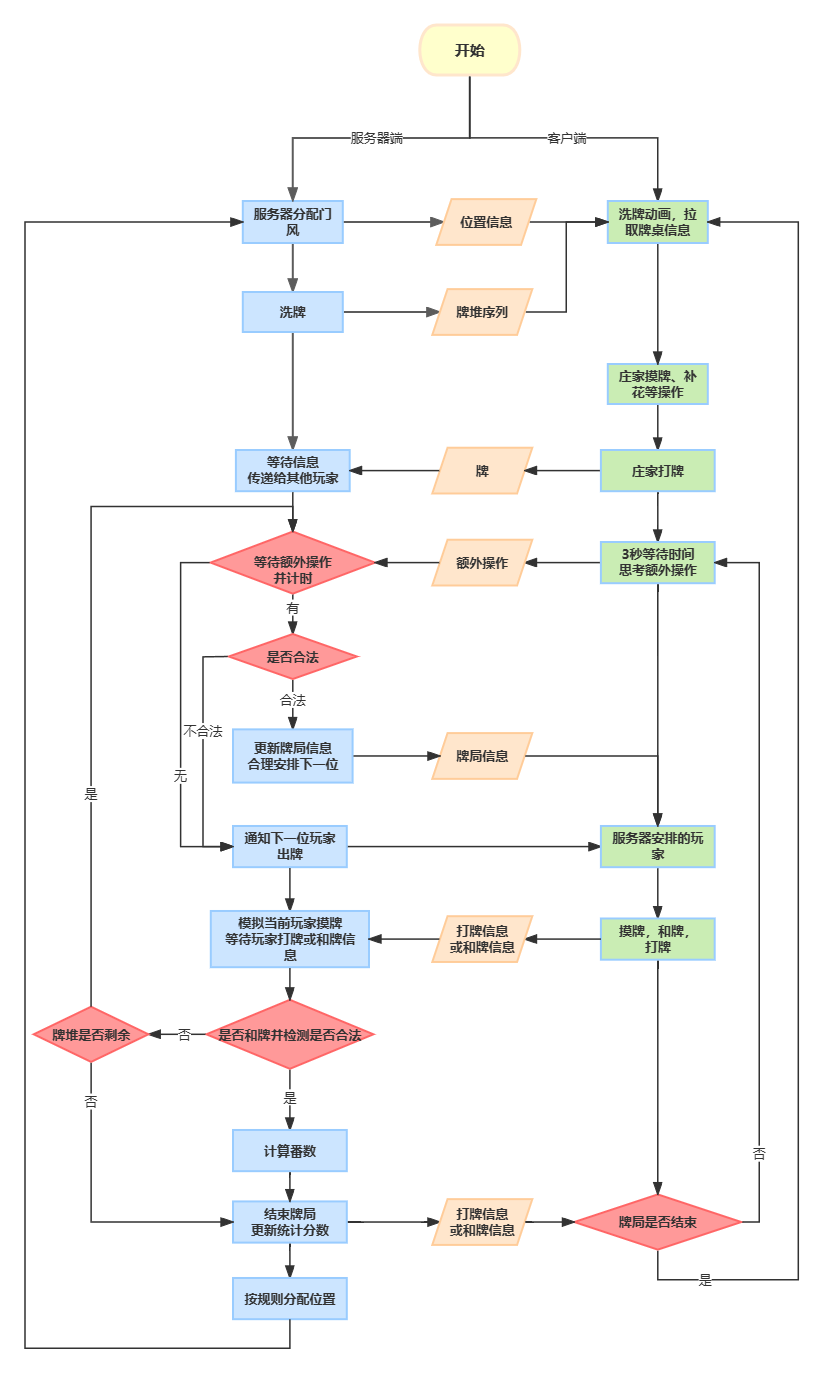 开始
服务器端
客户端
服务器分配门
风
位置信息
洗牌动画，拉
取牌桌信息
洗牌
牌堆序列
庄家摸牌、补
花等操作
等待信息
传递给其他玩家
牌
庄家打牌
等待额外操作
并计时
额外操作
3秒等待时间
思考额外操作
有
是否合法
合法
不合法
更新牌局信息
合理安排下一位
牌局信息
无
是
通知下一位玩家
出牌
服务器安排的玩
家
模拟当前玩家摸牌
等待玩家打牌或和牌信
息
打牌信息
或和牌信息
摸牌，和牌，
打牌
牌堆是否剩余
否
是否和牌并检测是否合法
否
是
计算番数
否
结束牌局
更新统计分数
打牌信息
或和牌信息
牌局是否结束
是
按规则分配位置